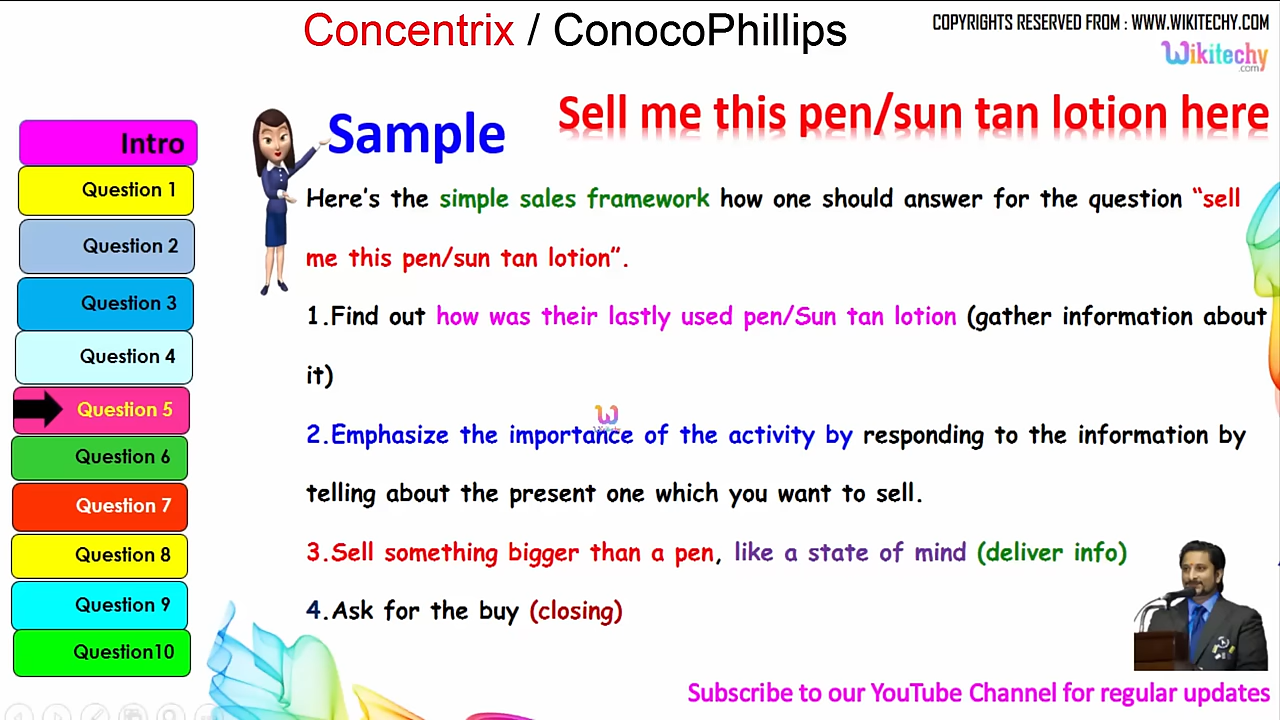 Concentrix / ConocoPhillips
COPYRIGHTS RESERVED FROM : WWW.WIKITECHY.COM
Wikitechy
.com
Sell me this pen/sun tan lotion here
Sample
Intro
Question 1
Question 2
Question 3
Question 4
Question 5
Question 6
Question 7
Question 8
Question 9
Question10
Here's the simple sales framework how one should answer for the question “sell
me this pen/sun tan lotion”.
1.Find out how was their lastly used pen/Sun tan lotion (gather information about
it)
W
Wikitechy
2.Emphasize the importance of the activity by responding to the information by
telling about the present one which you want to sell.
3.Sell something bigger than a pen, like a state of mind (deliver info)
4.Ask for the buy (closing)
Subscribe to our YouTube Channel for regular updates